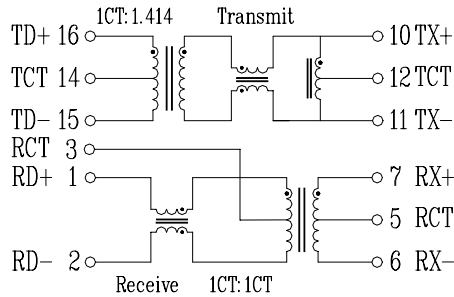 1CT:1.414 Transmit
TD+ 16 10 TX+
TCT 14 12 TCT
TD- 15 11 TX-
RCT 3
RD+ 1 7 RX+
5 RCT
RD- 2 6 RX-
Receive 1CT:1CT